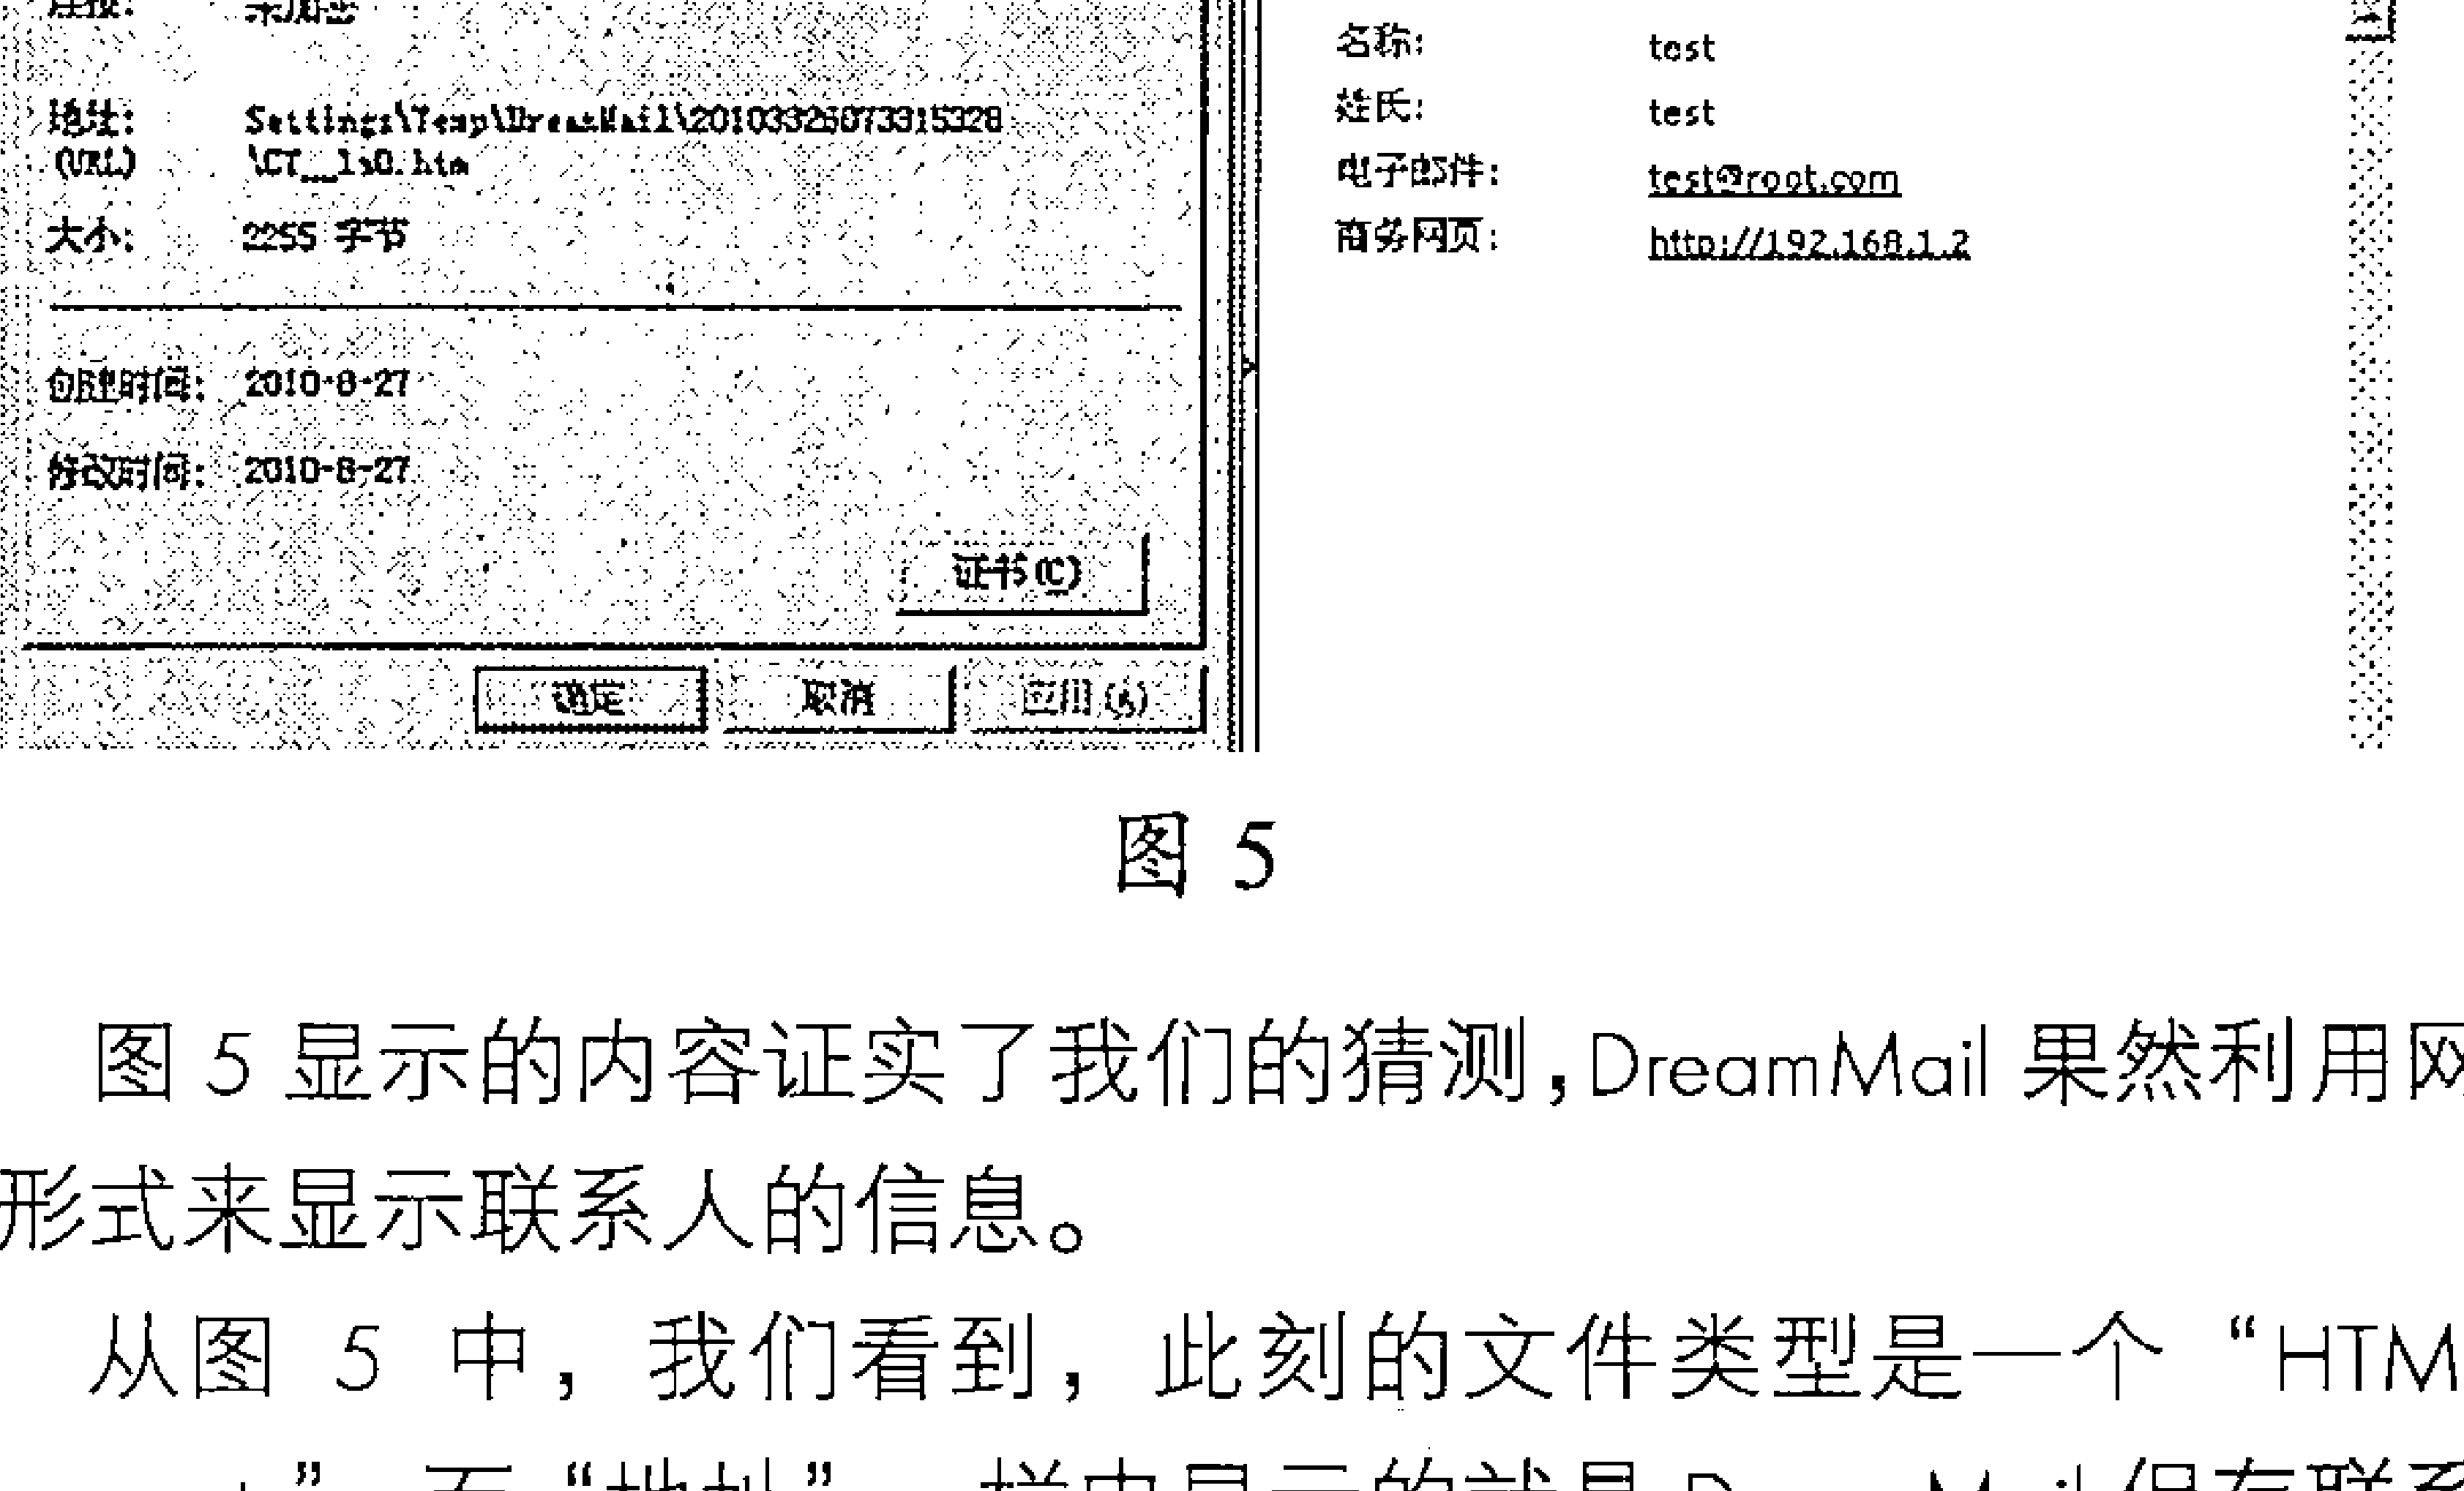 名称: test
姓氏: test
电子邮件: test@root.com
商务网页: http://192.168.1.2
地址: Settings\Temp\DreamMail\20103326073315328
(URL) \CT__1s0.htm
大小: 2255 字节
创建时间: 2010-8-27
修改时间: 2010-8-27
证书(C)
确定 取消 应用(A)
图 5
图 5 显示的内容证实了我们的猜测,DreamMail 果然利用网
形式来显示联系人的信息。
从图 5 中，我们看到，此刻的文件类型是一个“HTM